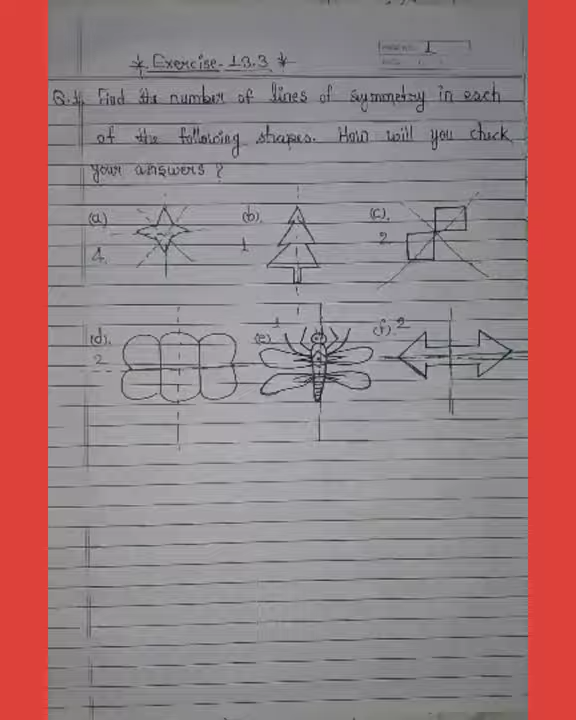 * Exercise-13.3 *
1
Q.1. Find the number of lines of symmetry in each
of the following shapes. How will you check
your answers ?
(a) (b). (c).
4. 1 2
(d). (e) 1 (f). 2
2